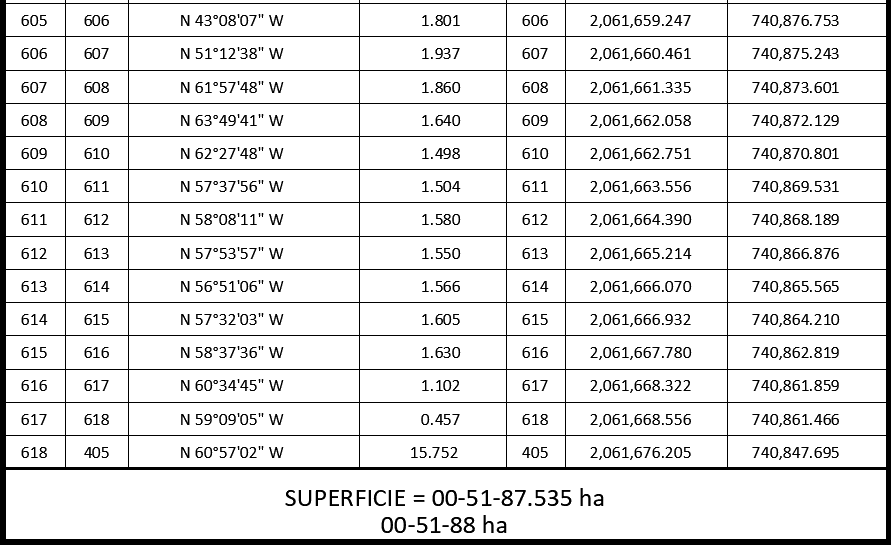 605 606 N 43°08'07" W 1.801 606 2,061,659.247 740,876.753
606 607 N 51°12'38" W 1.937 607 2,061,660.461 740,875.243
607 608 N 61°57'48" W 1.860 608 2,061,661.335 740,873.601
608 609 N 63°49'41" W 1.640 609 2,061,662.058 740,872.129
609 610 N 62°27'48" W 1.498 610 2,061,662.751 740,870.801
610 611 N 57°37'56" W 1.504 611 2,061,663.556 740,869.531
611 612 N 58°08'11" W 1.580 612 2,061,664.390 740,868.189
612 613 N 57°53'57" W 1.550 613 2,061,665.214 740,866.876
613 614 N 56°51'06" W 1.566 614 2,061,666.070 740,865.565
614 615 N 57°32'03" W 1.605 615 2,061,666.932 740,864.210
615 616 N 58°37'36" W 1.630 616 2,061,667.780 740,862.819
616 617 N 60°34'45" W 1.102 617 2,061,668.322 740,861.859
617 618 N 59°09'05" W 0.457 618 2,061,668.556 740,861.466
618 405 N 60°57'02" W 15.752 405 2,061,676.205 740,847.695
SUPERFICIE = 00-51-87.535 ha
00-51-88 ha